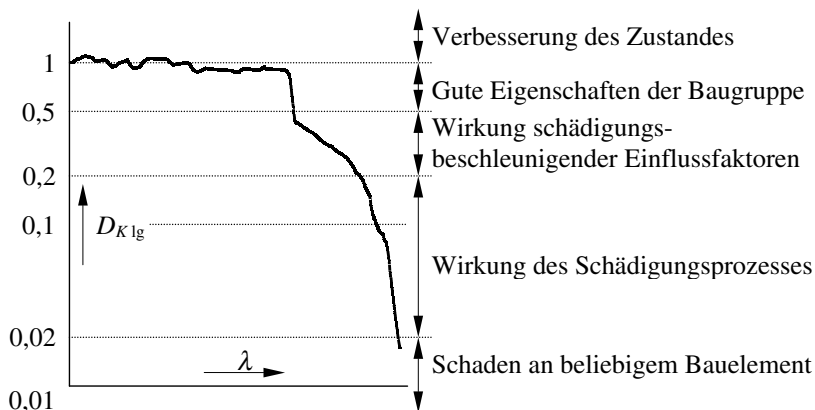 Verbesserung des Zustandes
1
Gute Eigenschaften der Baugruppe
0,5
Wirkung schädigungs-
beschleunigender Einflussfaktoren
0,2
D K lg
0,1
Wirkung des Schädigungsprozesses
0,02
λ
Schaden an beliebigem Bauelement
0,01